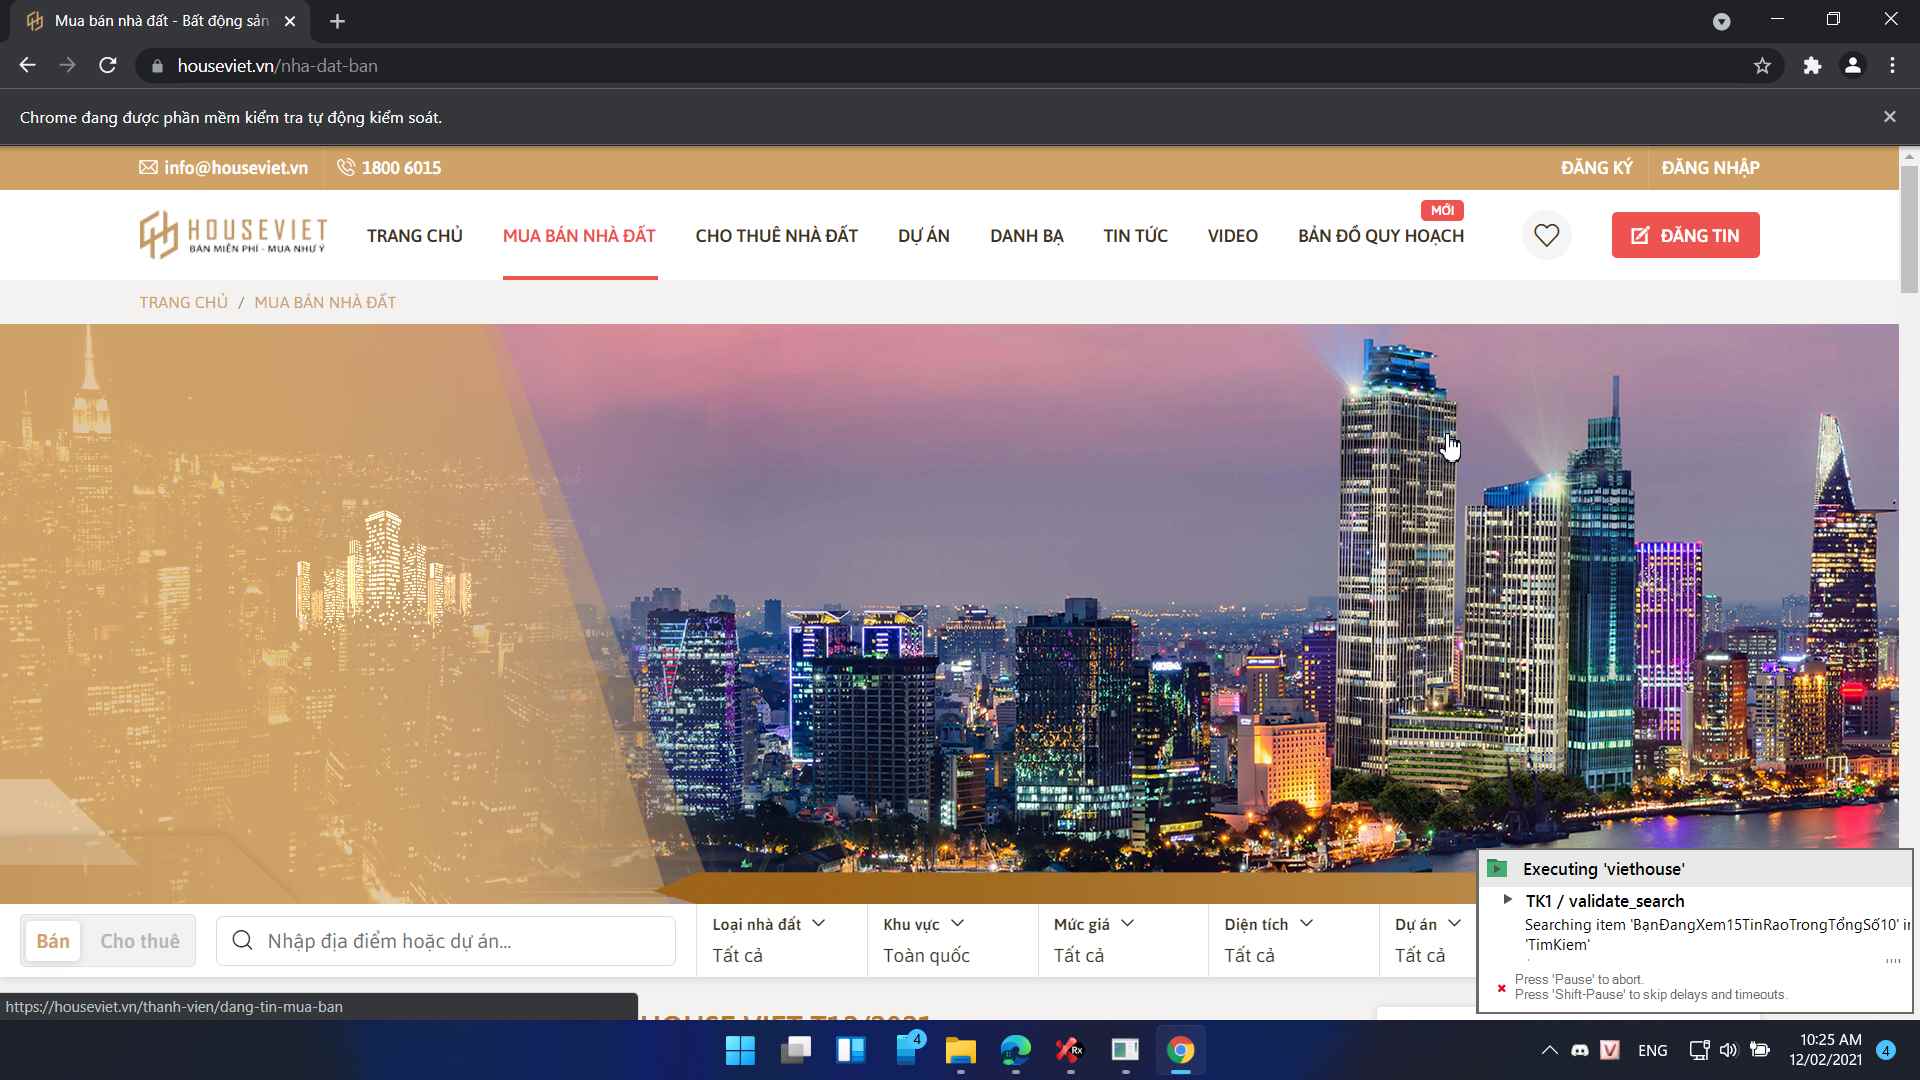 Mua bán nhà đất - Bất động sản
houseviet.vn/nha-dat-ban
Chrome đang được phần mềm kiểm tra tự động kiểm soát.
info@houseviet.vn
1800 6015
ĐĂNG KÝ
ĐĂNG NHẬP
HOUSEVIET
BÁN MIỄN PHÍ - MUA NHƯ Ý
TRANG CHỦ
MUA BÁN NHÀ ĐẤT
CHO THUÊ NHÀ ĐẤT
DỰ ÁN
DANH BẠ
TIN TỨC
VIDEO
MỚI
BẢN ĐỒ QUY HOẠCH
ĐĂNG TIN
TRANG CHỦ / MUA BÁN NHÀ ĐẤT
Bán
Cho thuê
Nhập địa điểm hoặc dự án...
Loại nhà đất
Tất cả
Khu vực
Toàn quốc
Mức giá
Tất cả
Diện tích
Tất cả
Dự án
Tất cả
Executing 'viethouse'
TK1 / validate_search
Searching item 'BạnĐangXem15TinRaoTrongTổngSố10' in
'TimKiem'
Press 'Pause' to abort.
Press 'Shift-Pause' to skip delays and timeouts.
https://houseviet.vn/thanh-vien/dang-tin-mua-ban
HOUSE VIET T12/2021
4
Rx
ENG
10:25 AM
12/02/2021
4